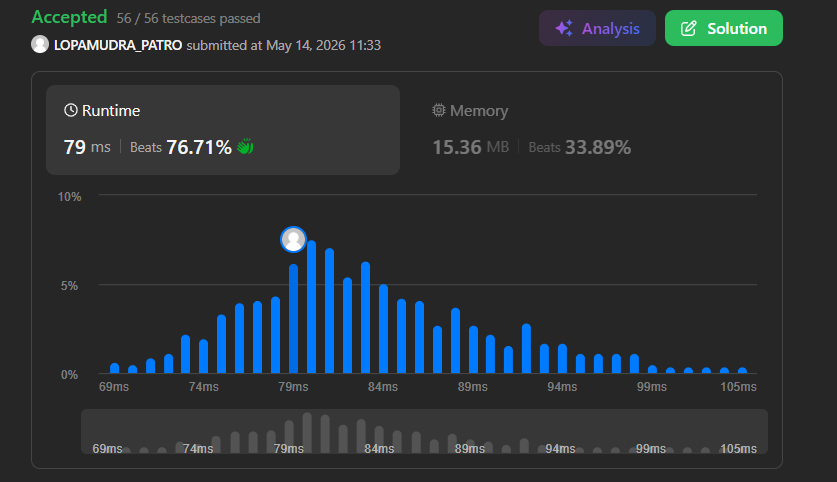 Accepted 56 / 56 testcases passed
LOPAMUDRA_PATRO submitted at May 14, 2026 11:33
Analysis
Solution
Runtime
79 ms | Beats 76.71%
Memory
15.36 MB | Beats 33.89%
10%
5%
0%
69ms 74ms 79ms 84ms 89ms 94ms 99ms 105ms
69ms 74ms 79ms 84ms 89ms 94ms 99ms 105ms